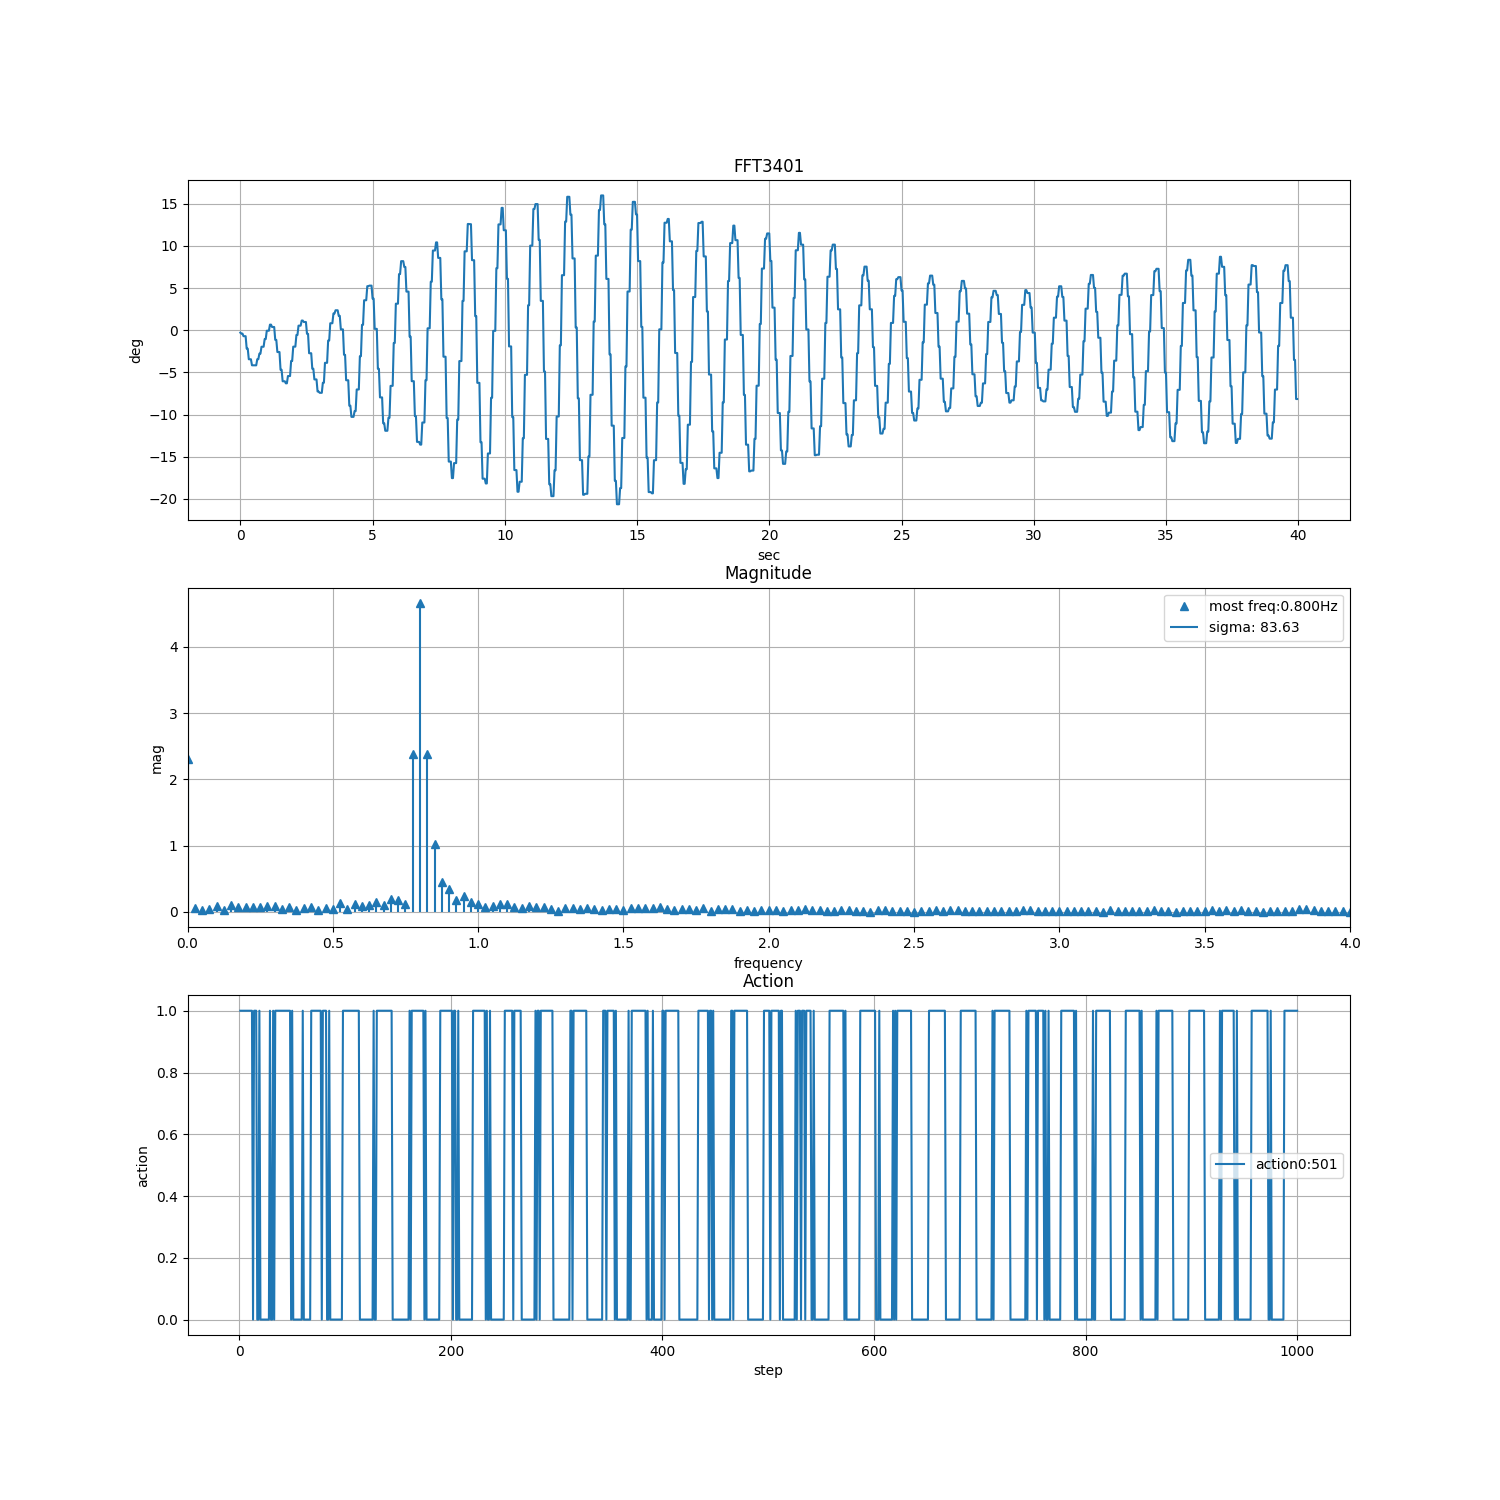 FFT3401
15
10
5
0
−5
−10
−15
−20
deg
0 5 10 15 20 25 30 35 40
sec
Magnitude
most freq:0.800Hz
sigma: 83.63
4
3
2
1
0
mag
0.0 0.5 1.0 1.5 2.0 2.5 3.0 3.5 4.0
frequency
Action
1.0
0.8
0.6
0.4
0.2
0.0
action
action0:501
0 200 400 600 800 1000
step